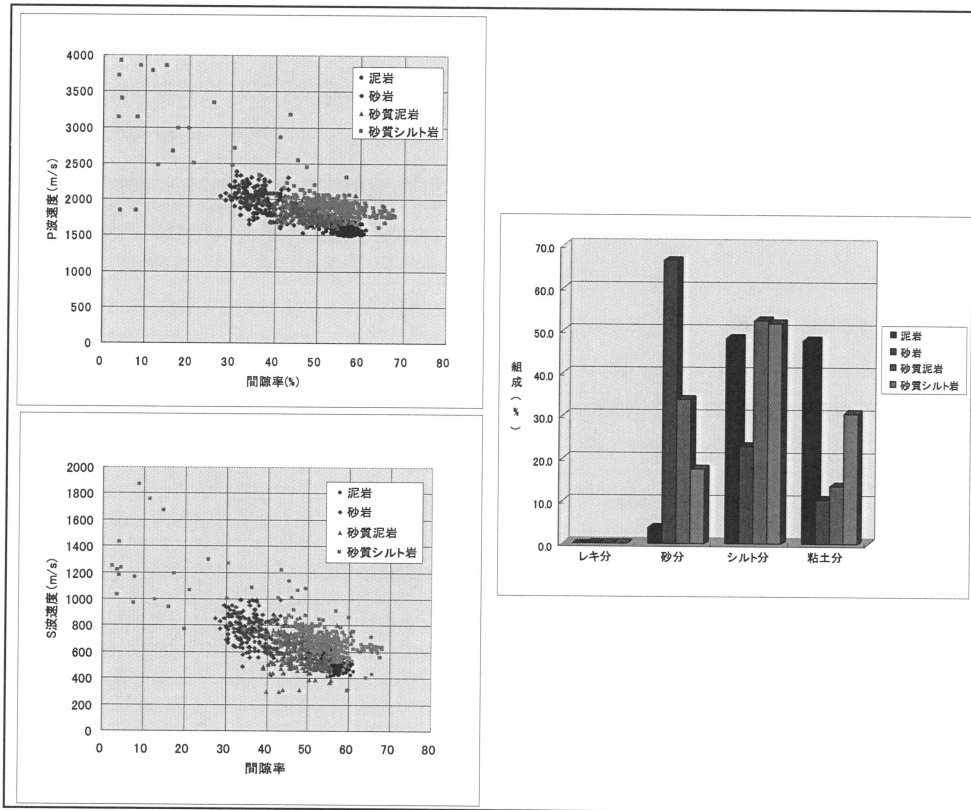 4000
3500
3000
2500
2000
1500
1000
500
0
P波速度(m/s)
泥岩
砂岩
砂質泥岩
砂質シルト岩
0 10 20 30 40 50 60 70 80
間隙率(%)
2000
1800
1600
1400
1200
1000
800
600
400
200
0
S波速度(m/s)
泥岩
砂岩
砂質泥岩
砂質シルト岩
0 10 20 30 40 50 60 70 80
間隙率
70.0
60.0
50.0
40.0
30.0
20.0
10.0
0.0
組成(%)
レキ分 砂分 シルト分 粘土分
泥岩
砂岩
砂質泥岩
砂質シルト岩